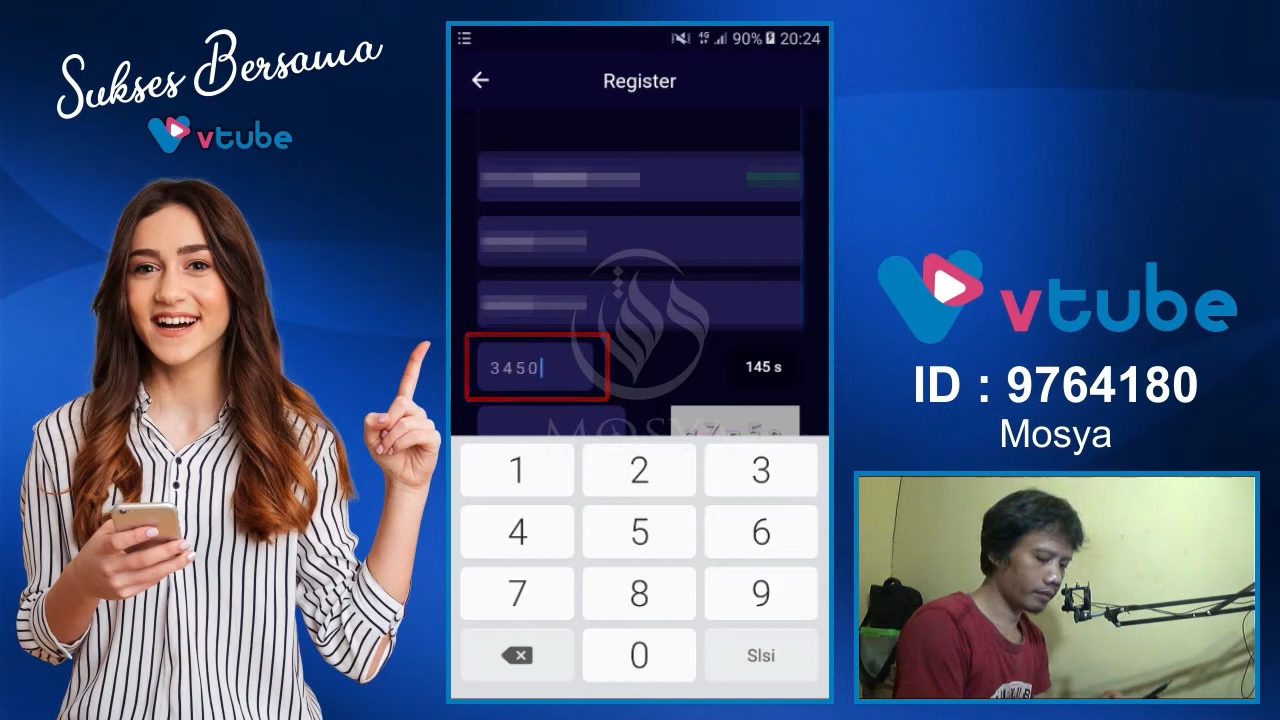 Sukses Bersama
vtube
90% 20:24
Register
3450
145 s
MOSYA
1 2 3
4 5 6
7 8 9
0 Slsi
vtube
ID : 9764180
Mosya